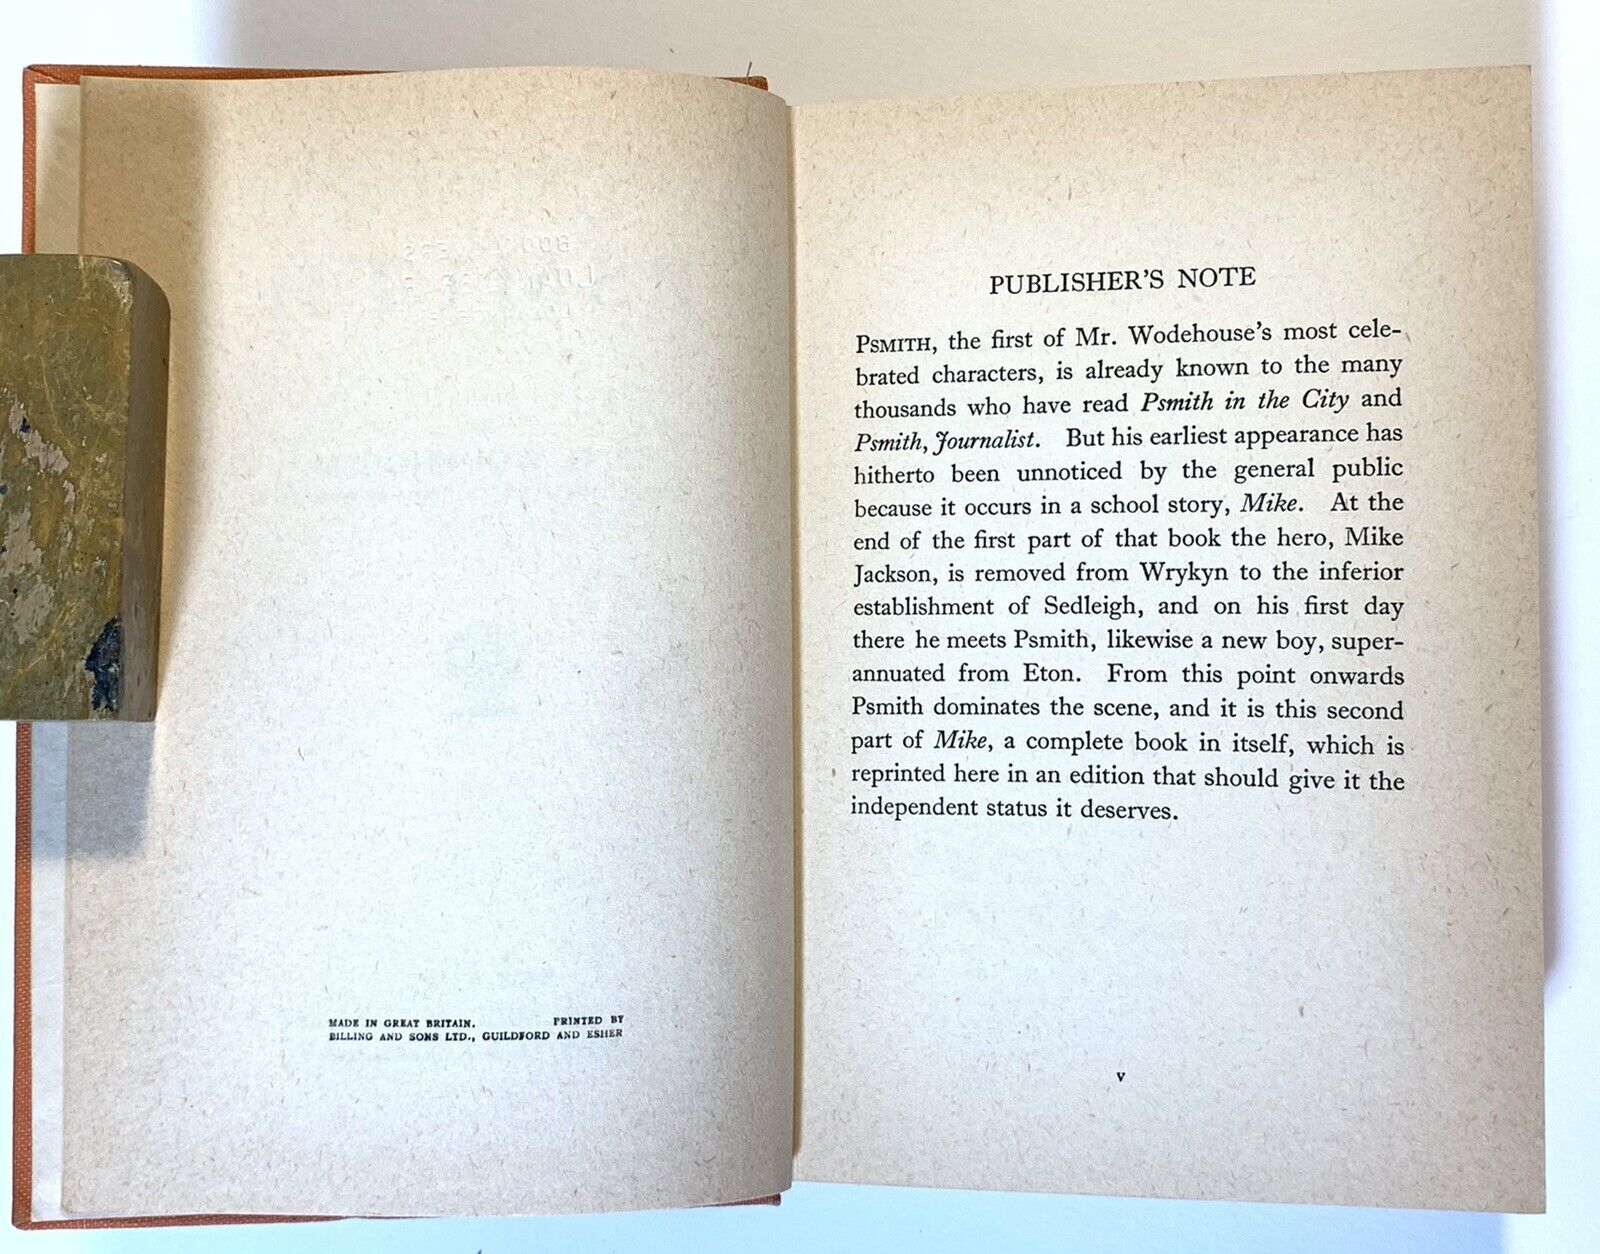 MADE IN GREAT BRITAIN. PRINTED BY
BILLING AND SONS LTD., GUILDFORD AND ESHER
PUBLISHER'S NOTE
PSMITH, the first of Mr. Wodehouse's most cele-
brated characters, is already known to the many
thousands who have read Psmith in the City and
Psmith, Journalist. But his earliest appearance has
hitherto been unnoticed by the general public
because it occurs in a school story, Mike. At the
end of the first part of that book the hero, Mike
Jackson, is removed from Wrykyn to the inferior
establishment of Sedleigh, and on his first day
there he meets Psmith, likewise a new boy, super-
annuated from Eton. From this point onwards
Psmith dominates the scene, and it is this second
part of Mike, a complete book in itself, which is
reprinted here in an edition that should give it the
independent status it deserves.
v